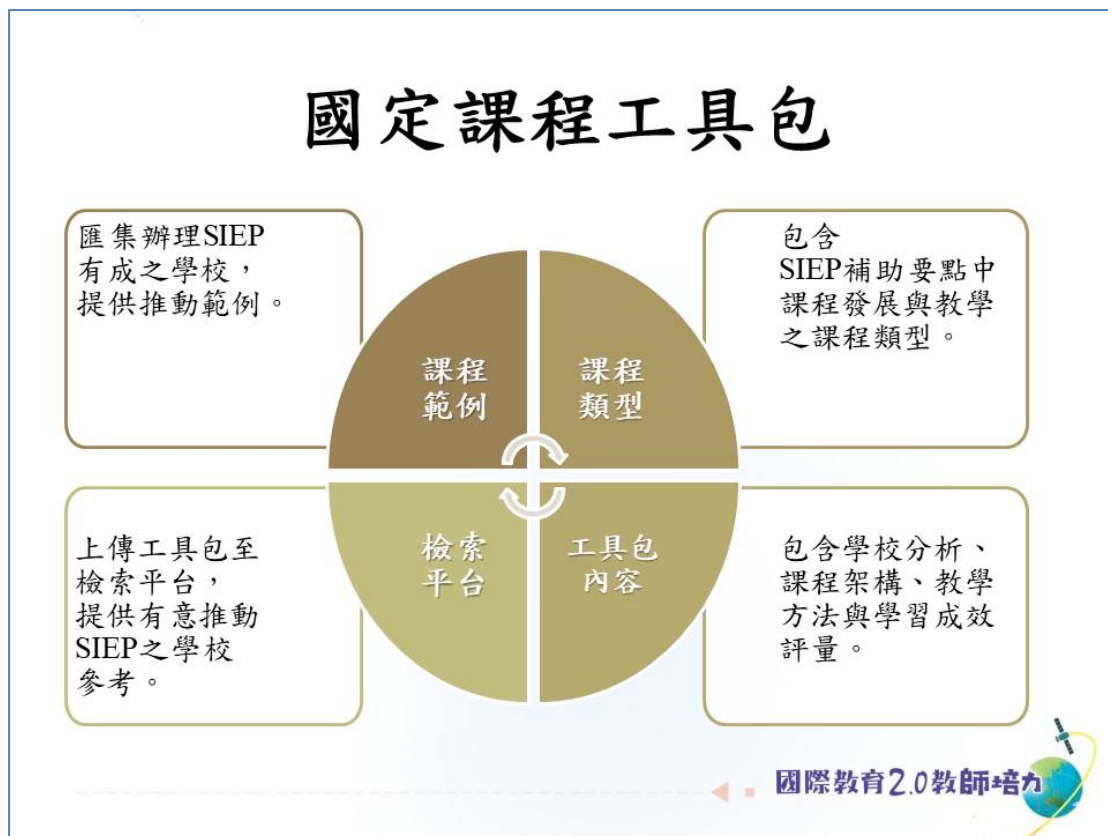 國定課程工具包
匯集辦理SIEP
有成之學校，
提供推動範例。
課程
範例
課程
類型
包含
SIEP補助要點中
課程發展與教學
之課程類型。
上傳工具包至
檢索平台，
提供有意推動
SIEP之學校
參考。
檢索
平台
工具包
內容
包含學校分析、
課程架構、教學
方法與學習成效
評量。
國際教育2.0教師培力